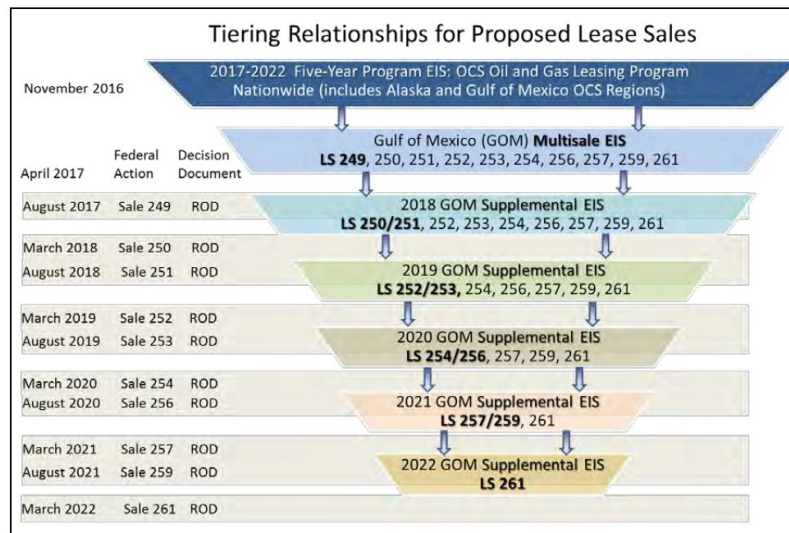 Tiering Relationships for Proposed Lease Sales
November 2016
2017-2022 Five-Year Program EIS: OCS Oil and Gas Leasing Program
Nationwide (includes Alaska and Gulf of Mexico OCS Regions)
Gulf of Mexico (GOM) Multisale EIS
LS 249, 250, 251, 252, 253, 254, 256, 257, 259, 261
Federal Decision
April 2017 Action Document
August 2017 Sale 249 ROD
2018 GOM Supplemental EIS
LS 250/251, 252, 253, 254, 256, 257, 259, 261
March 2018 Sale 250 ROD
August 2018 Sale 251 ROD
2019 GOM Supplemental EIS
LS 252/253, 254, 256, 257, 259, 261
March 2019 Sale 252 ROD
August 2019 Sale 253 ROD
2020 GOM Supplemental EIS
LS 254/256, 257, 259, 261
March 2020 Sale 254 ROD
August 2020 Sale 256 ROD
2021 GOM Supplemental EIS
LS 257/259, 261
March 2021 Sale 257 ROD
August 2021 Sale 259 ROD
2022 GOM Supplemental EIS
LS 261
March 2022 Sale 261 ROD